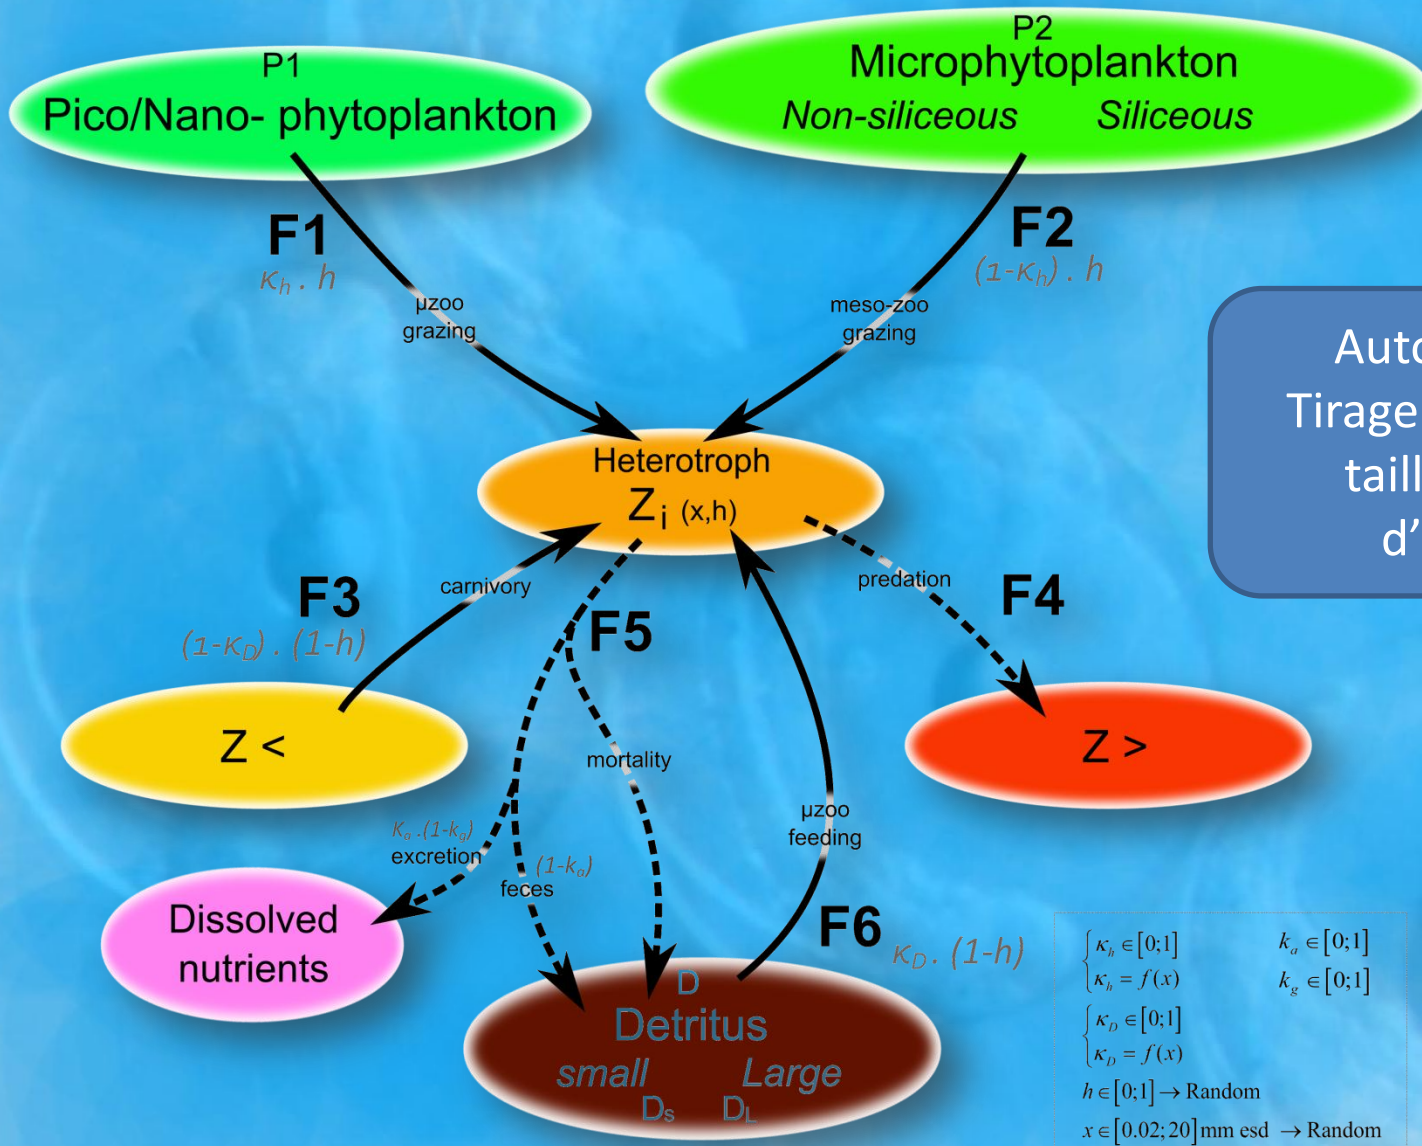 P1
Pico/Nano- phytoplankton
P2
Microphytoplankton
Non-siliceous Siliceous
F1
κh . h
F2
(1-κh) . h
µzoo
grazing
meso-zoo
grazing
Auto
Tirage
taill
d'
Heterotroph
Zi (x,h)
F3
(1-κD) . (1-h)
carnivory
F5
predation
F4
Z <
mortality
Z >
µzoo
feeding
Ka .(1-kg)
excretion
(1-ka)
feces
Dissolved
nutrients
F6
κD . (1-h)
D
Detritus
small Large
Ds DL
κh ∈ [0;1] ka ∈ [0;1]
κh = f(x) kg ∈ [0;1]
κD ∈ [0;1]
κD = f(x)
h ∈ [0;1] → Random
x ∈ [0.02; 20] mm esd → Random